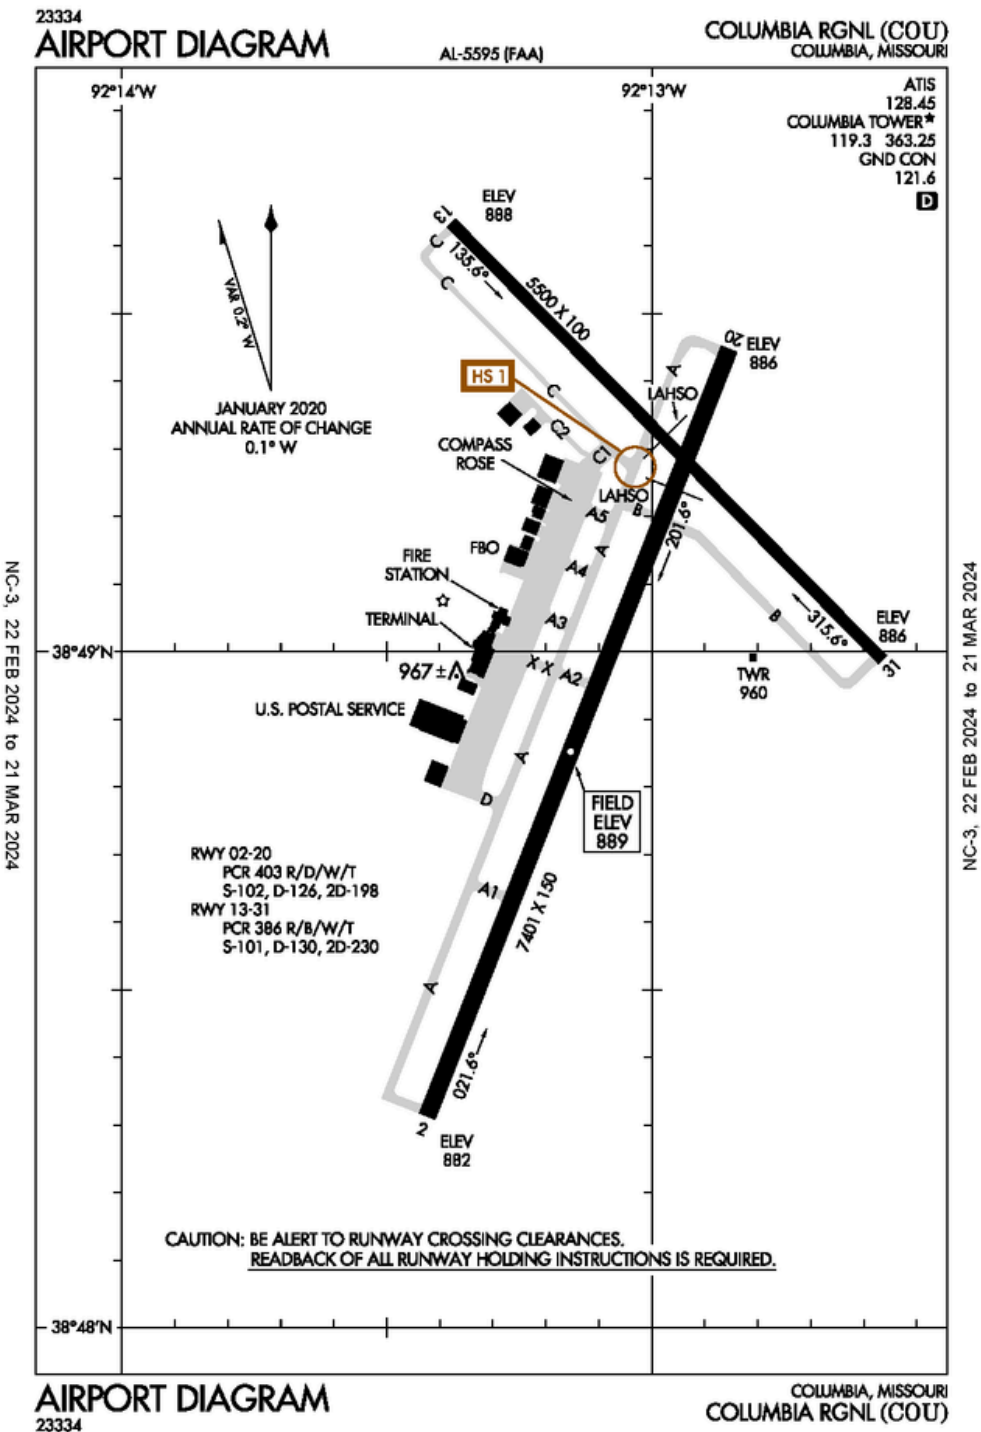 23334
AIRPORT DIAGRAM
AL-5595 (FAA)
COLUMBIA RGNL (COU)
COLUMBIA, MISSOURI
92°14'W
92°13'W
ATIS
128.45
COLUMBIA TOWER★
119.3 363.25
GND CON
121.6
D
VAR 0.2° W
JANUARY 2020
ANNUAL RATE OF CHANGE
0.1° W
ELEV
888
13
C
135.6°
C
5500 X 100
20
ELEV
886
A
LAHSO
HS 1
C
C2
C1
COMPASS
ROSE
LAHSO
A5
B
201.6°
A
FBO
A4
FIRE
STATION
TERMINAL
A3
B
315.6°
ELEV
886
31
38°49'N
X X
A2
967±
TWR
960
U.S. POSTAL SERVICE
A
D
FIELD
ELEV
889
RWY 02-20
PCR 403 R/D/W/T
S-102, D-126, 2D-198
RWY 13-31
PCR 386 R/B/W/T
S-101, D-130, 2D-230
A1
7401 X 150
A
021.6°
2
ELEV
882
CAUTION: BE ALERT TO RUNWAY CROSSING CLEARANCES.
READBACK OF ALL RUNWAY HOLDING INSTRUCTIONS IS REQUIRED.
38°48'N
NC-3, 22 FEB 2024 to 21 MAR 2024
NC-3, 22 FEB 2024 to 21 MAR 2024
AIRPORT DIAGRAM
23334
COLUMBIA, MISSOURI
COLUMBIA RGNL (COU)